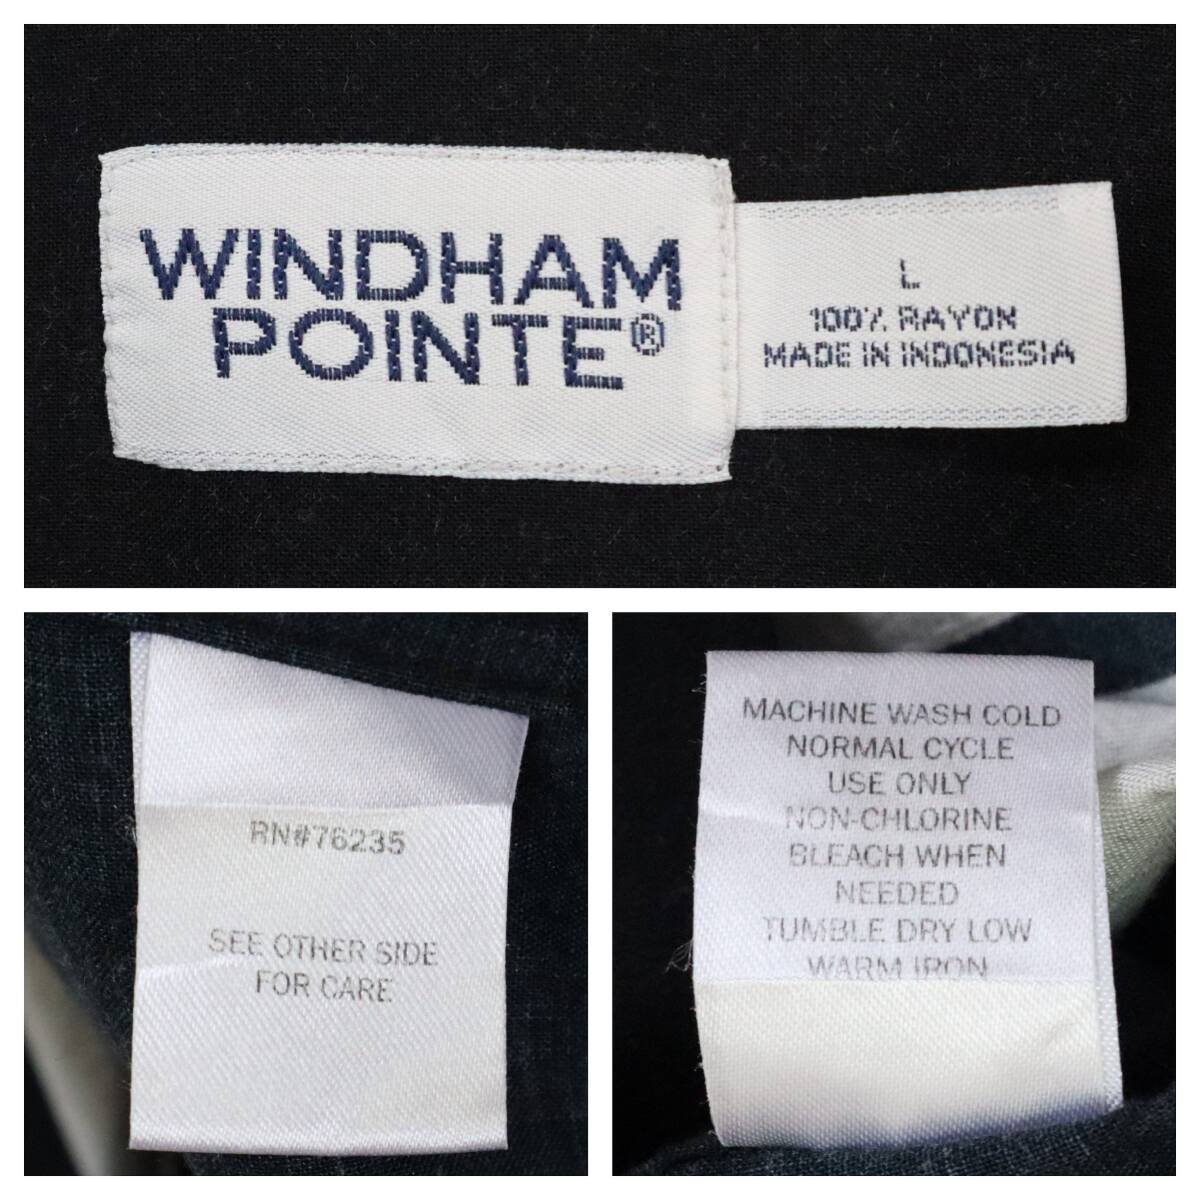 WINDHAM
POINTE®
L
100% RAYON
MADE IN INDONESIA
RN#76235
SEE OTHER SIDE
FOR CARE
MACHINE WASH COLD
NORMAL CYCLE
USE ONLY
NON-CHLORINE
BLEACH WHEN
NEEDED
TUMBLE DRY LOW
WARM IRON